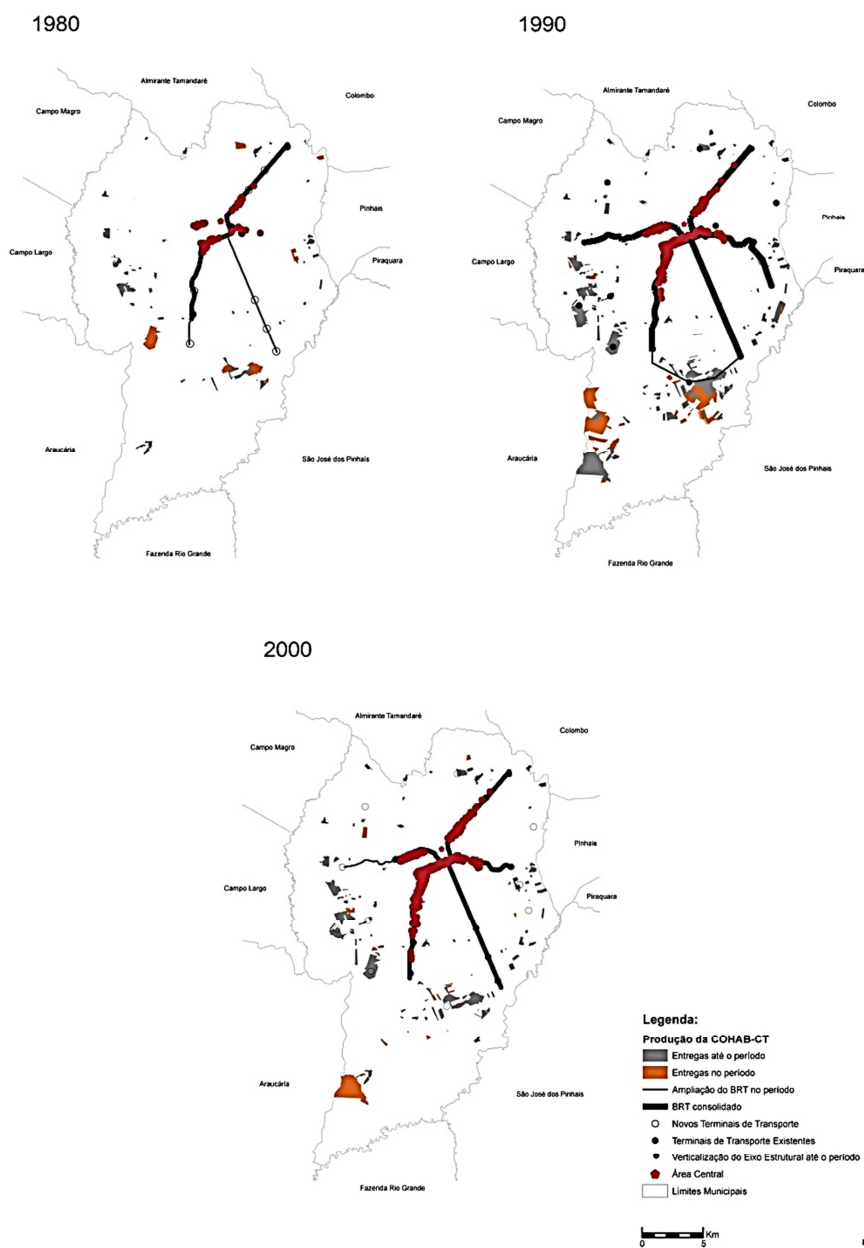 1980
Almirante Tamandaré
Colombo
Campo Magro
Pinhais
Campo Largo
Piraquara
Araucária
São José dos Pinhais
Fazenda Rio Grande
1990
Almirante Tamandaré
Colombo
Campo Magro
Pinhais
Campo Largo
Piraquara
Araucária
São José dos Pinhais
Fazenda Rio Grande
2000
Almirante Tamandaré
Colombo
Campo Magro
Pinhais
Campo Largo
Piraquara
Araucária
São José dos Pinhais
Fazenda Rio Grande
Legenda:
Produção da COHAB-CT
Entregas até o período
Entregas no período
Ampliação do BRT no período
BRT consolidado
Novos Terminais de Transporte
Terminais de Transporte Existentes
Verticalização do Eixo Estrutural até o período
Área Central
Limites Municipais
Km
0 5